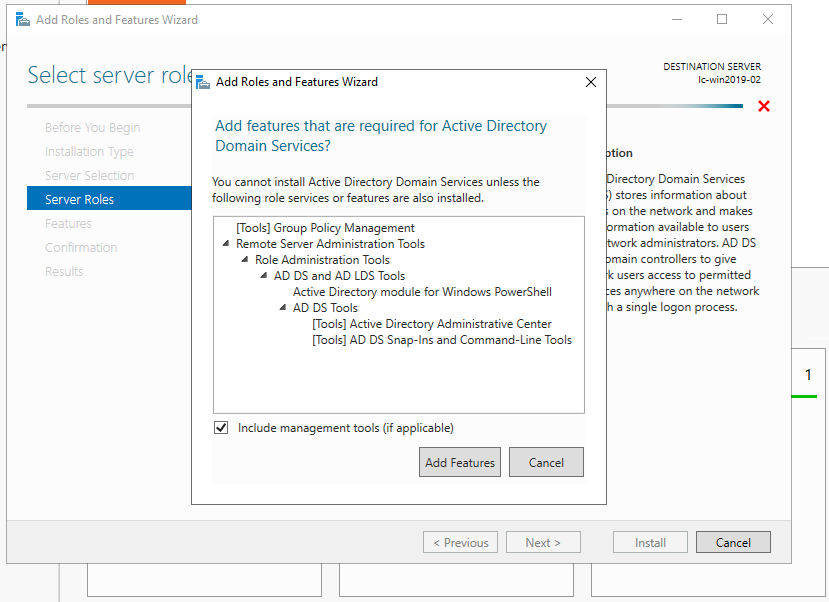 Add Roles and Features Wizard
Select server role
DESTINATION SERVER
lc-win2019-02
Before You Begin
Installation Type
Server Selection
Server Roles
Features
Confirmation
Results
Add Roles and Features Wizard
Add features that are required for Active Directory
Domain Services?
You cannot install Active Directory Domain Services unless the
following role services or features are also installed.
[Tools] Group Policy Management
Remote Server Administration Tools
Role Administration Tools
AD DS and AD LDS Tools
Active Directory module for Windows PowerShell
AD DS Tools
[Tools] Active Directory Administrative Center
[Tools] AD DS Snap-Ins and Command-Line Tools
Include management tools (if applicable)
Add Features
Cancel
Directory Domain Services
) stores information about
on the network and makes
available to users
administrators. AD DS
controllers to give
users access to permitted
anywhere on the network
a single logon process.
1
< Previous
Next >
Install
Cancel